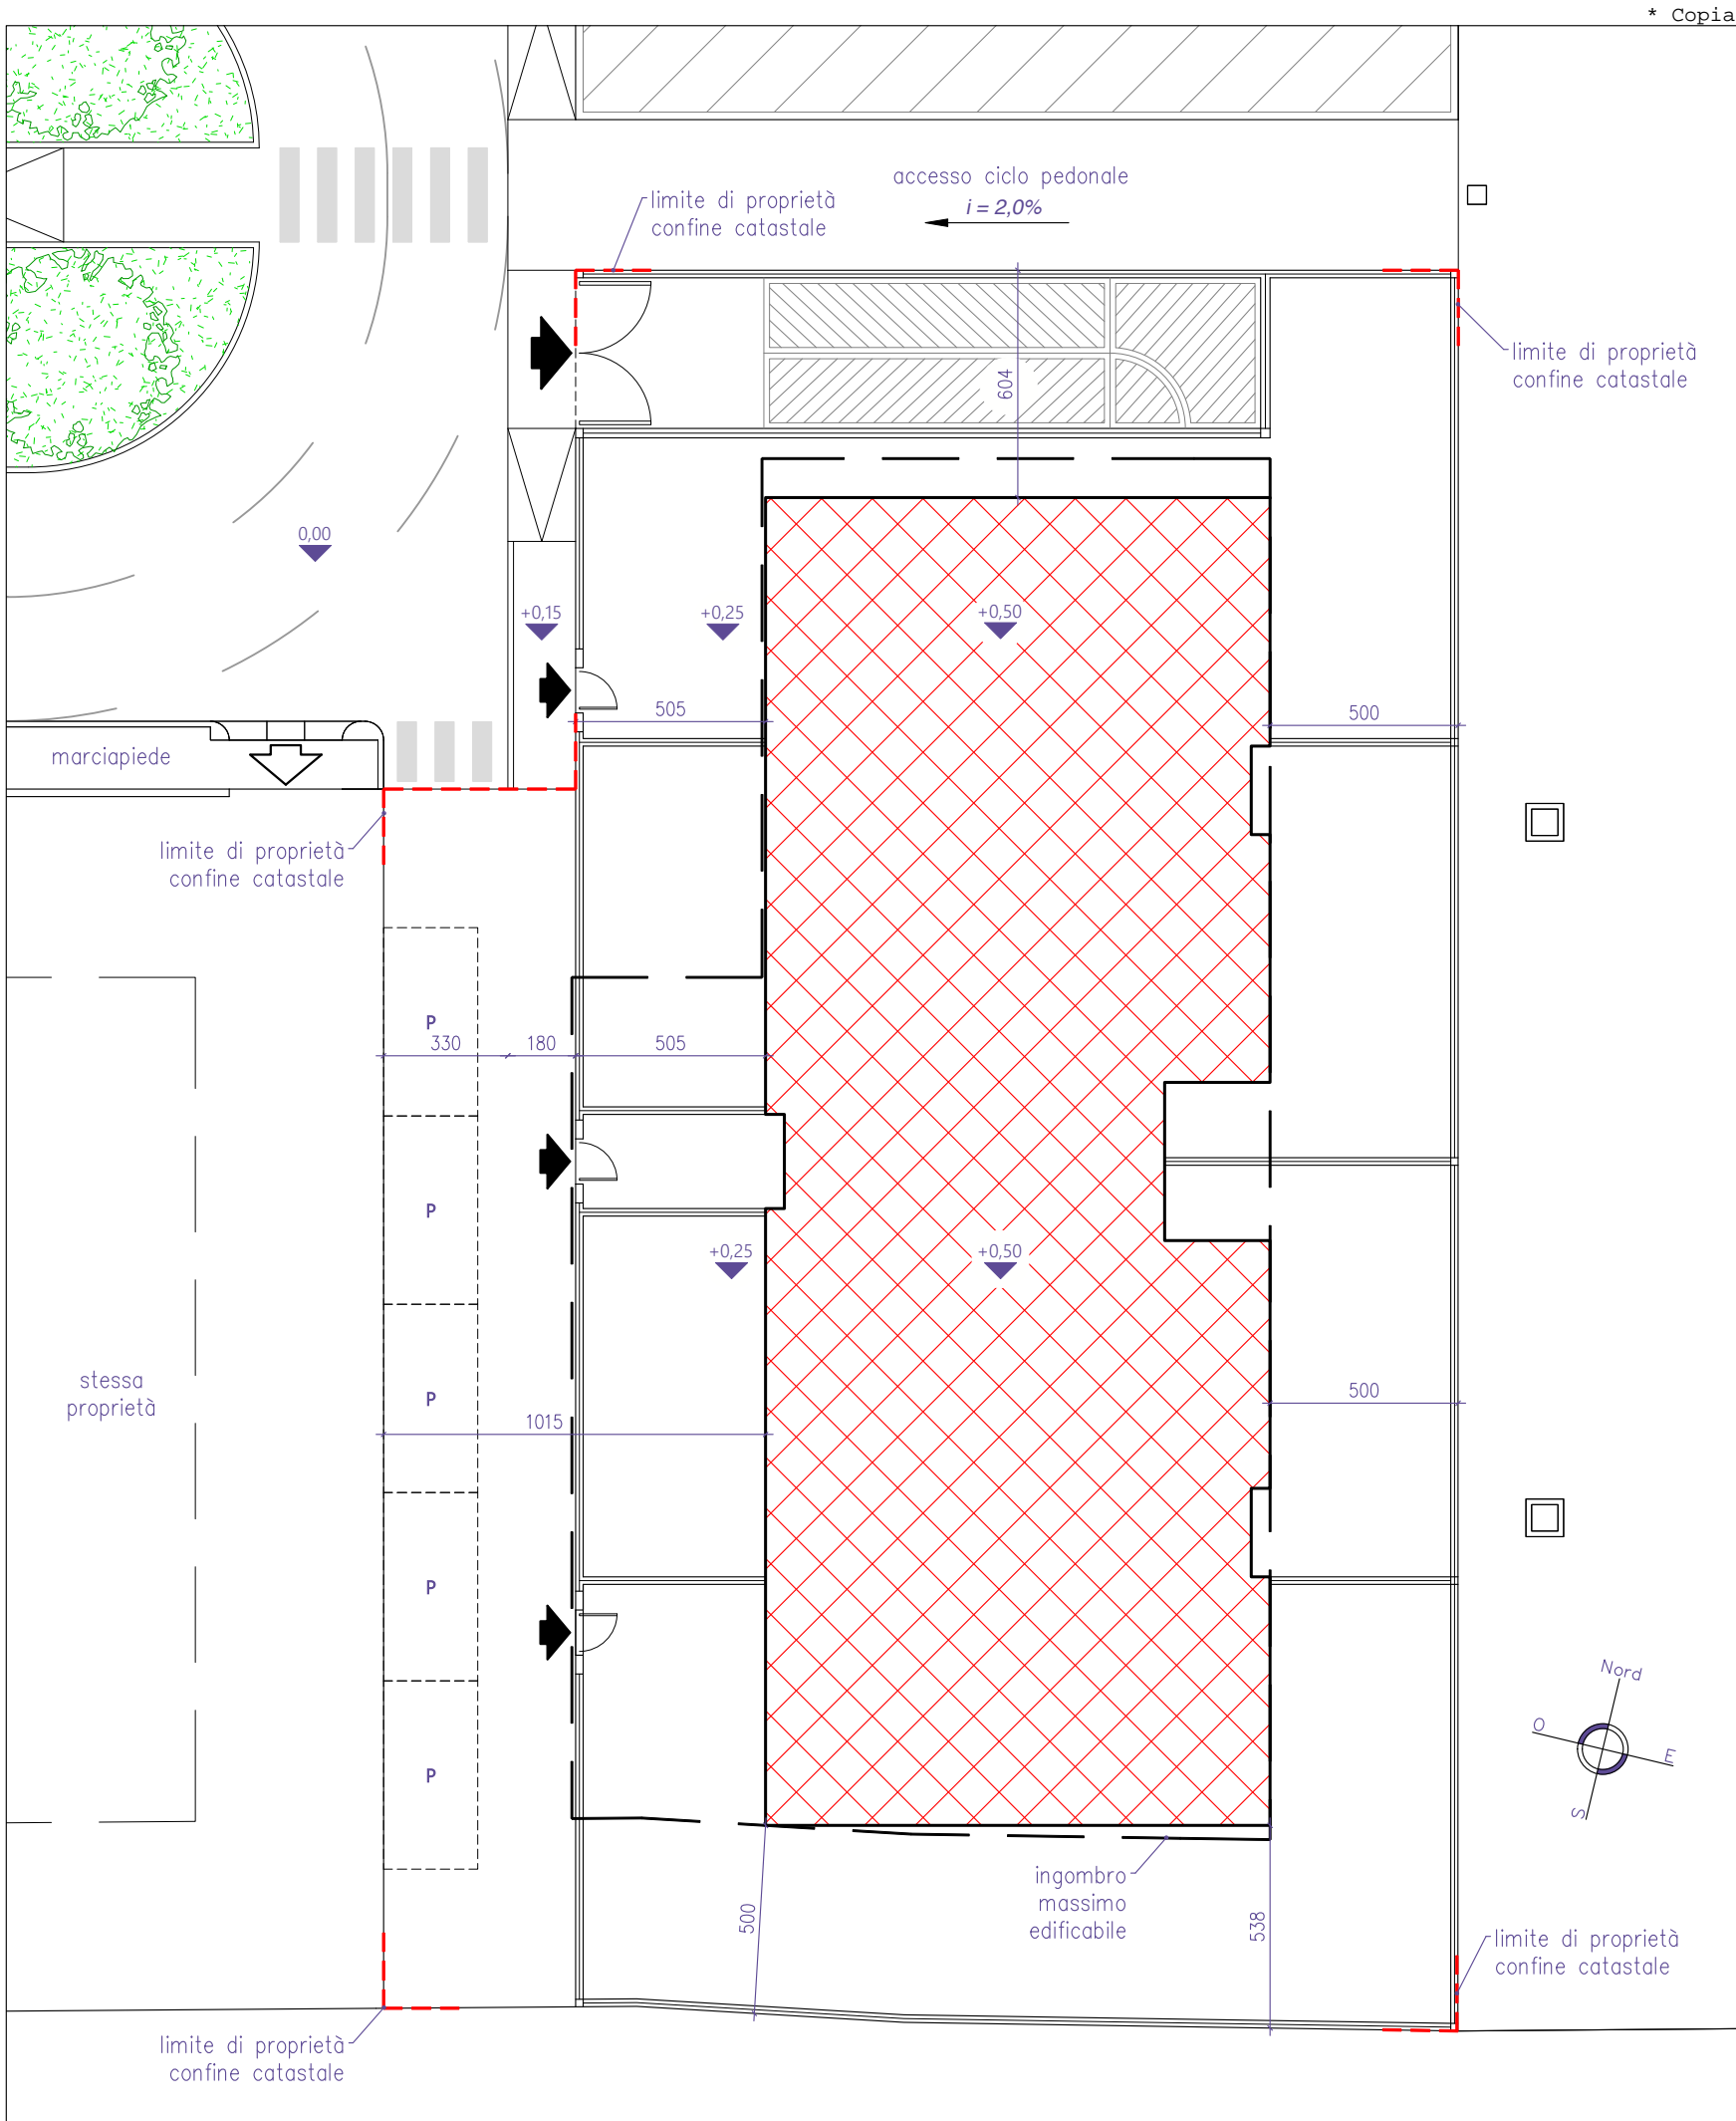 * Copia
accesso ciclo pedonale
i = 2,0%
limite di proprietà
confine catastale
limite di proprietà
confine catastale
604
0,00
+0,15
+0,25
+0,50
505
500
marciapiede
limite di proprietà
confine catastale
P
330
180
505
P
+0,25
+0,50
stessa
proprietà
P
500
1015
P
Nord
O
E
S
P
ingombro
massimo
edificabile
500
538
limite di proprietà
confine catastale
limite di proprietà
confine catastale